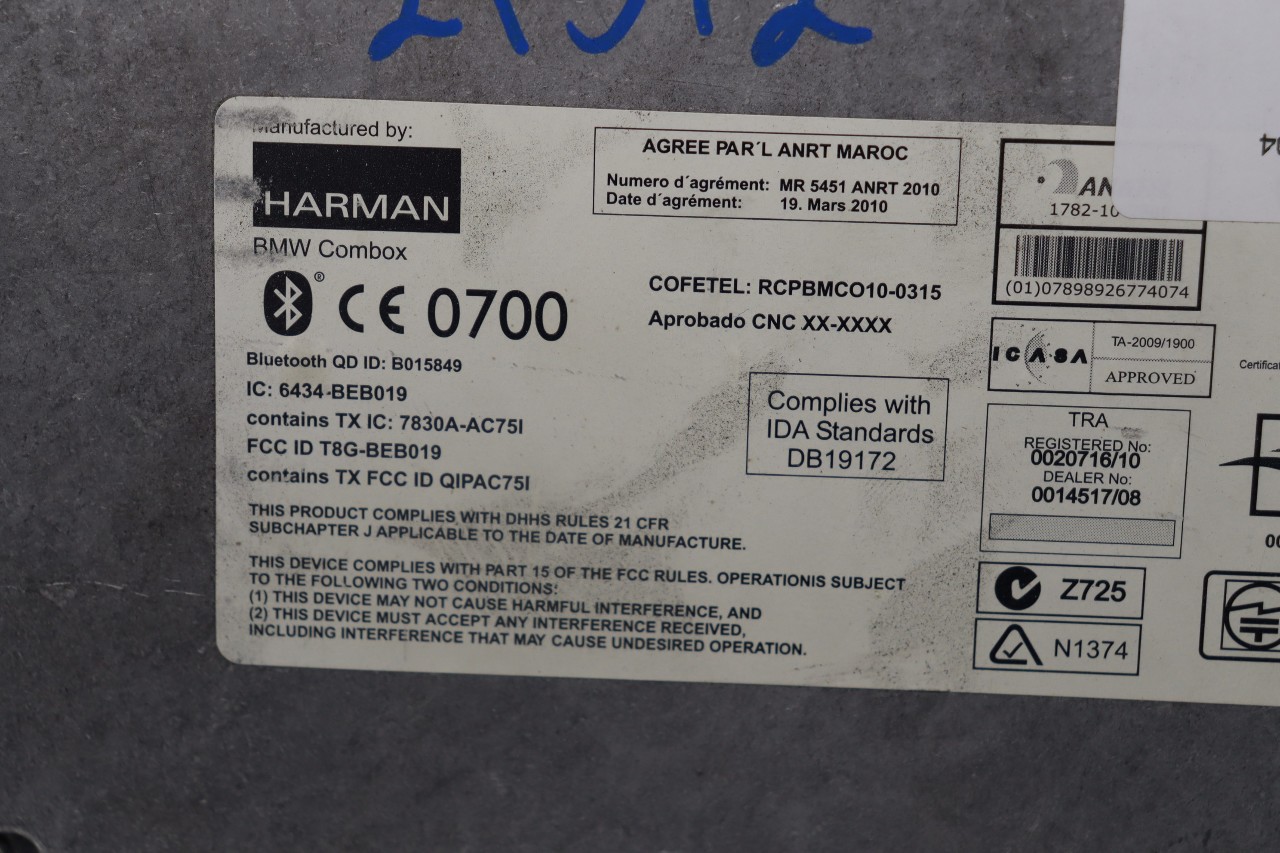 Manufactured by:
HARMAN
BMW Combox
® CE 0700
Bluetooth QD ID: B015849
IC: 6434-BEB019
contains TX IC: 7830A-AC75I
FCC ID T8G-BEB019
contains TX FCC ID QIPAC75I
THIS PRODUCT COMPLIES WITH DHHS RULES 21 CFR
SUBCHAPTER J APPLICABLE TO THE DATE OF MANUFACTURE.
THIS DEVICE COMPLIES WITH PART 15 OF THE FCC RULES. OPERATIONIS SUBJECT
TO THE FOLLOWING TWO CONDITIONS:
(1) THIS DEVICE MAY NOT CAUSE HARMFUL INTERFERENCE, AND
(2) THIS DEVICE MUST ACCEPT ANY INTERFERENCE RECEIVED,
INCLUDING INTERFERENCE THAT MAY CAUSE UNDESIRED OPERATION.
AGREE PAR´L ANRT MAROC
Numero d´agrément: MR 5451 ANRT 2010
Date d´agrément: 19. Mars 2010
COFETEL: RCPBMCO10-0315
Aprobado CNC XX-XXXX
Complies with
IDA Standards
DB19172
AN
1782-10
(01)07898926774074
ICASA
TA-2009/1900
APPROVED
TRA
REGISTERED No:
0020716/10
DEALER No:
0014517/08
Z725
N1374
Certificat